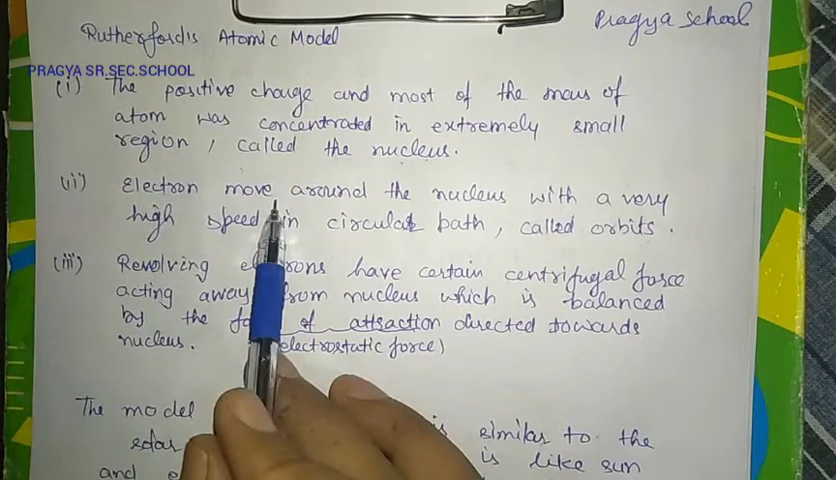 Pragya School
Rutherford's Atomic Model
PRAGYA SR.SEC.SCHOOL
(i) The positive charge and most of the mass of
atom was concentrated in extremely small
region, called the nucleus.
(ii) Electron move around the nucleus with a very
high speed in circular path, called orbits.
(iii) Revolving have certain centrifugal force
acting away from nucleus which is balanced
by the of attraction directed towards
nucleus. electrostatic force)
The model is similar to the
solar is like sun
and